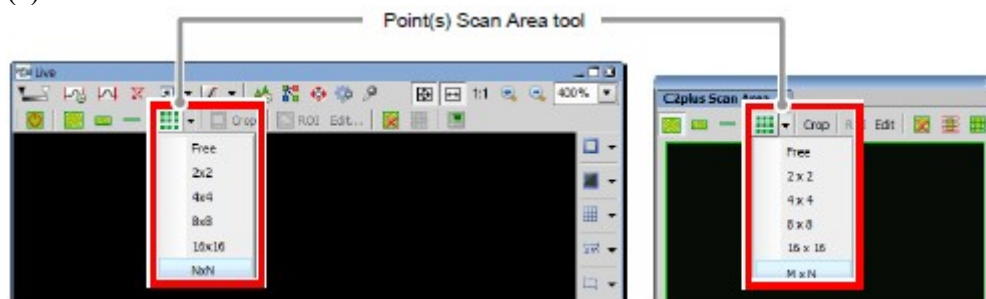 Point(s) Scan Area tool
Live
1:1
400%
Crop
ROI
Edit...
Free
2x2
4x4
8x8
16x16
NxN
C2plus Scan Area
Crop
Edit
Free
2 x 2
4 x 4
8 x 8
16 x 16
M x N